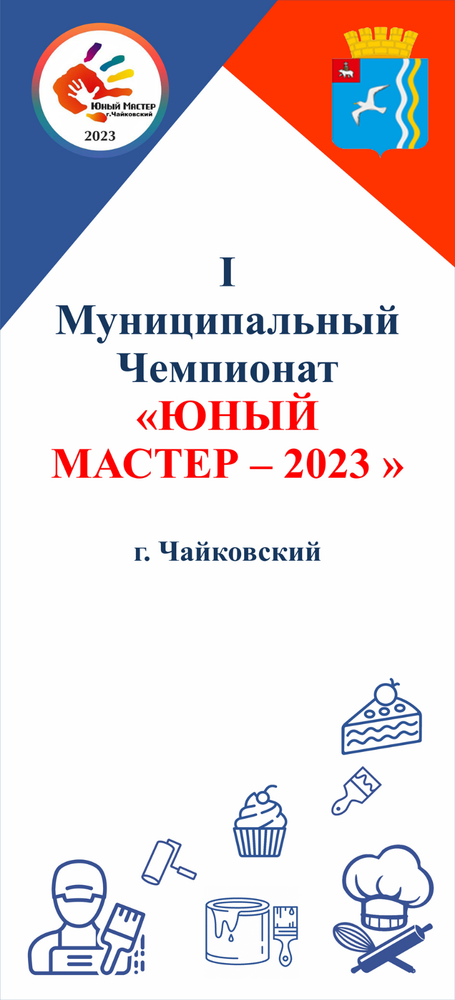 Юный Мастер
г.Чайковский
2023
I
Муниципальный
Чемпионат
«ЮНЫЙ
МАСТЕР – 2023 »
г. Чайковский